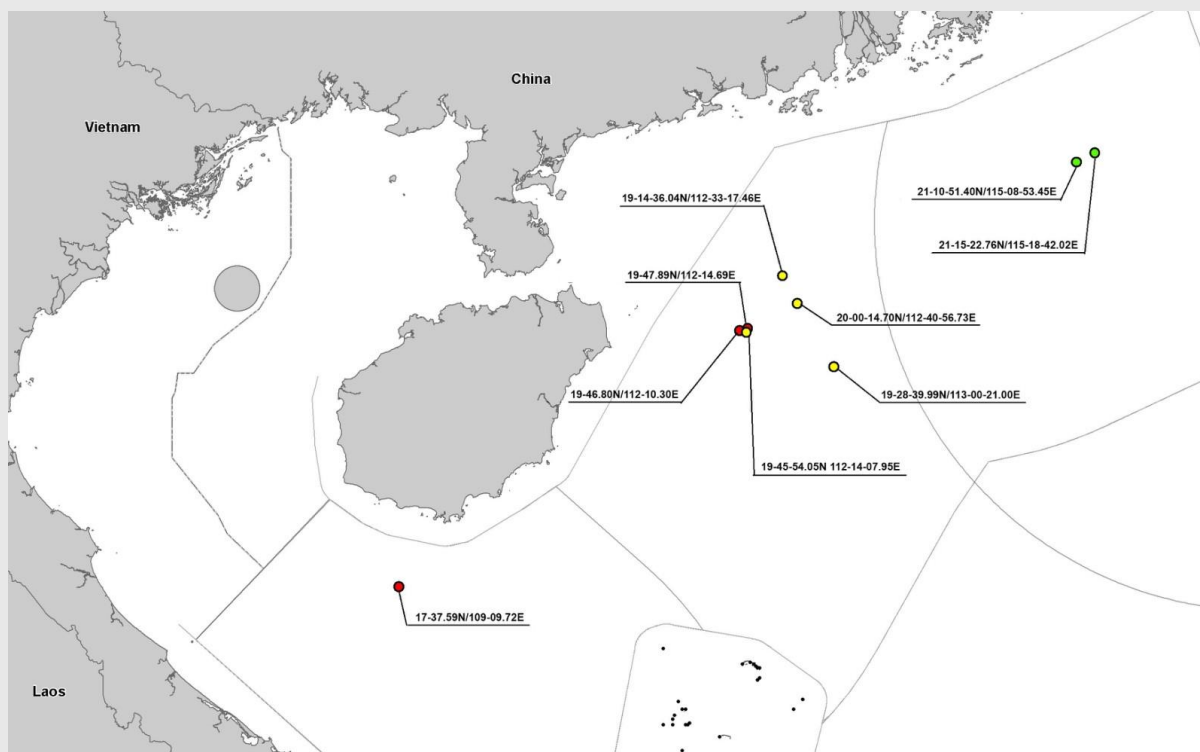 China
Vietnam
21-10-51.40N/115-08-53.45E
19-14-36.04N/112-33-17.46E
21-15-22.76N/115-18-42.02E
19-47.89N/112-14.69E
20-00-14.70N/112-40-56.73E
19-46.80N/112-10.30E
19-28-39.99N/113-00-21.00E
19-45-54.05N 112-14-07.95E
17-37.59N/109-09.72E
Laos